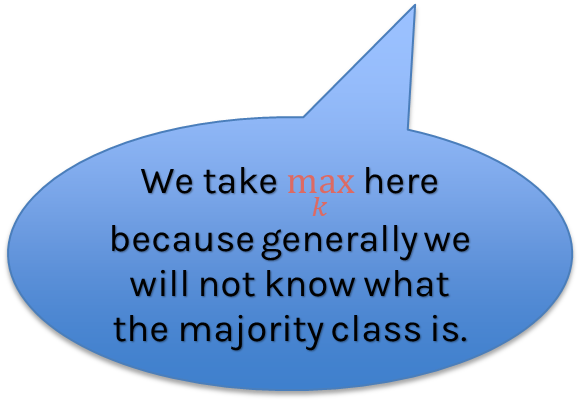 We take max here
k
because generally we
will not know what
the majority class is.